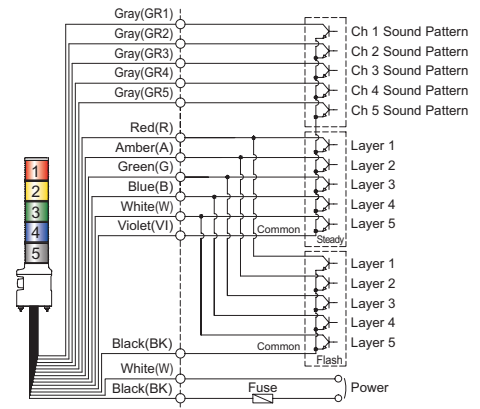 Gray(GR1)
Ch 1 Sound Pattern
Gray(GR2)
Ch 2 Sound Pattern
Gray(GR3)
Ch 3 Sound Pattern
Gray(GR4)
Ch 4 Sound Pattern
Gray(GR5)
Ch 5 Sound Pattern
Red(R)
Layer 1
Amber(A)
Layer 2
Green(G)
Layer 3
Blue(B)
Layer 4
White(W)
Layer 5
Violet(VI)
Common
Steady
1
2
3
4
5
Layer 1
Layer 2
Layer 3
Layer 4
Layer 5
Black(BK)
Common
Flash
White(W)
Black(BK)
Fuse
Power